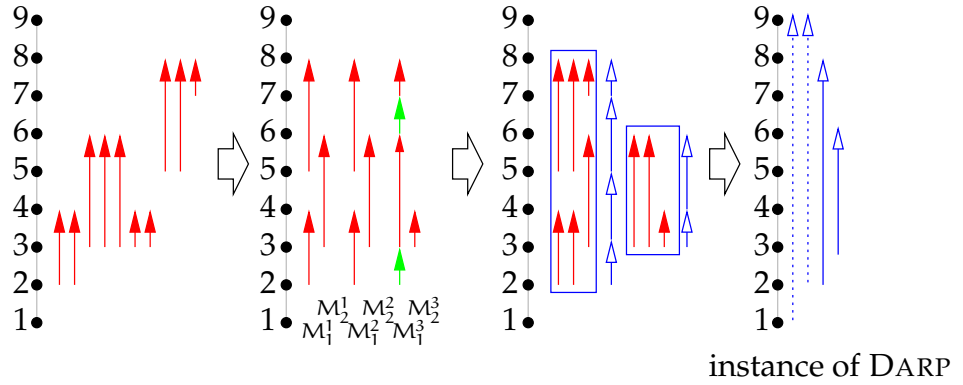 9 9 9 9
8 8 8 8
7 7 7 7
6 6 6 6
5 5 5 5
4 4 4 4
3 3 3 3
2 2 2 2
M₂¹ M₂² M₂³
1 1 1 1
M₁¹ M₁² M₁³
instance of DARP